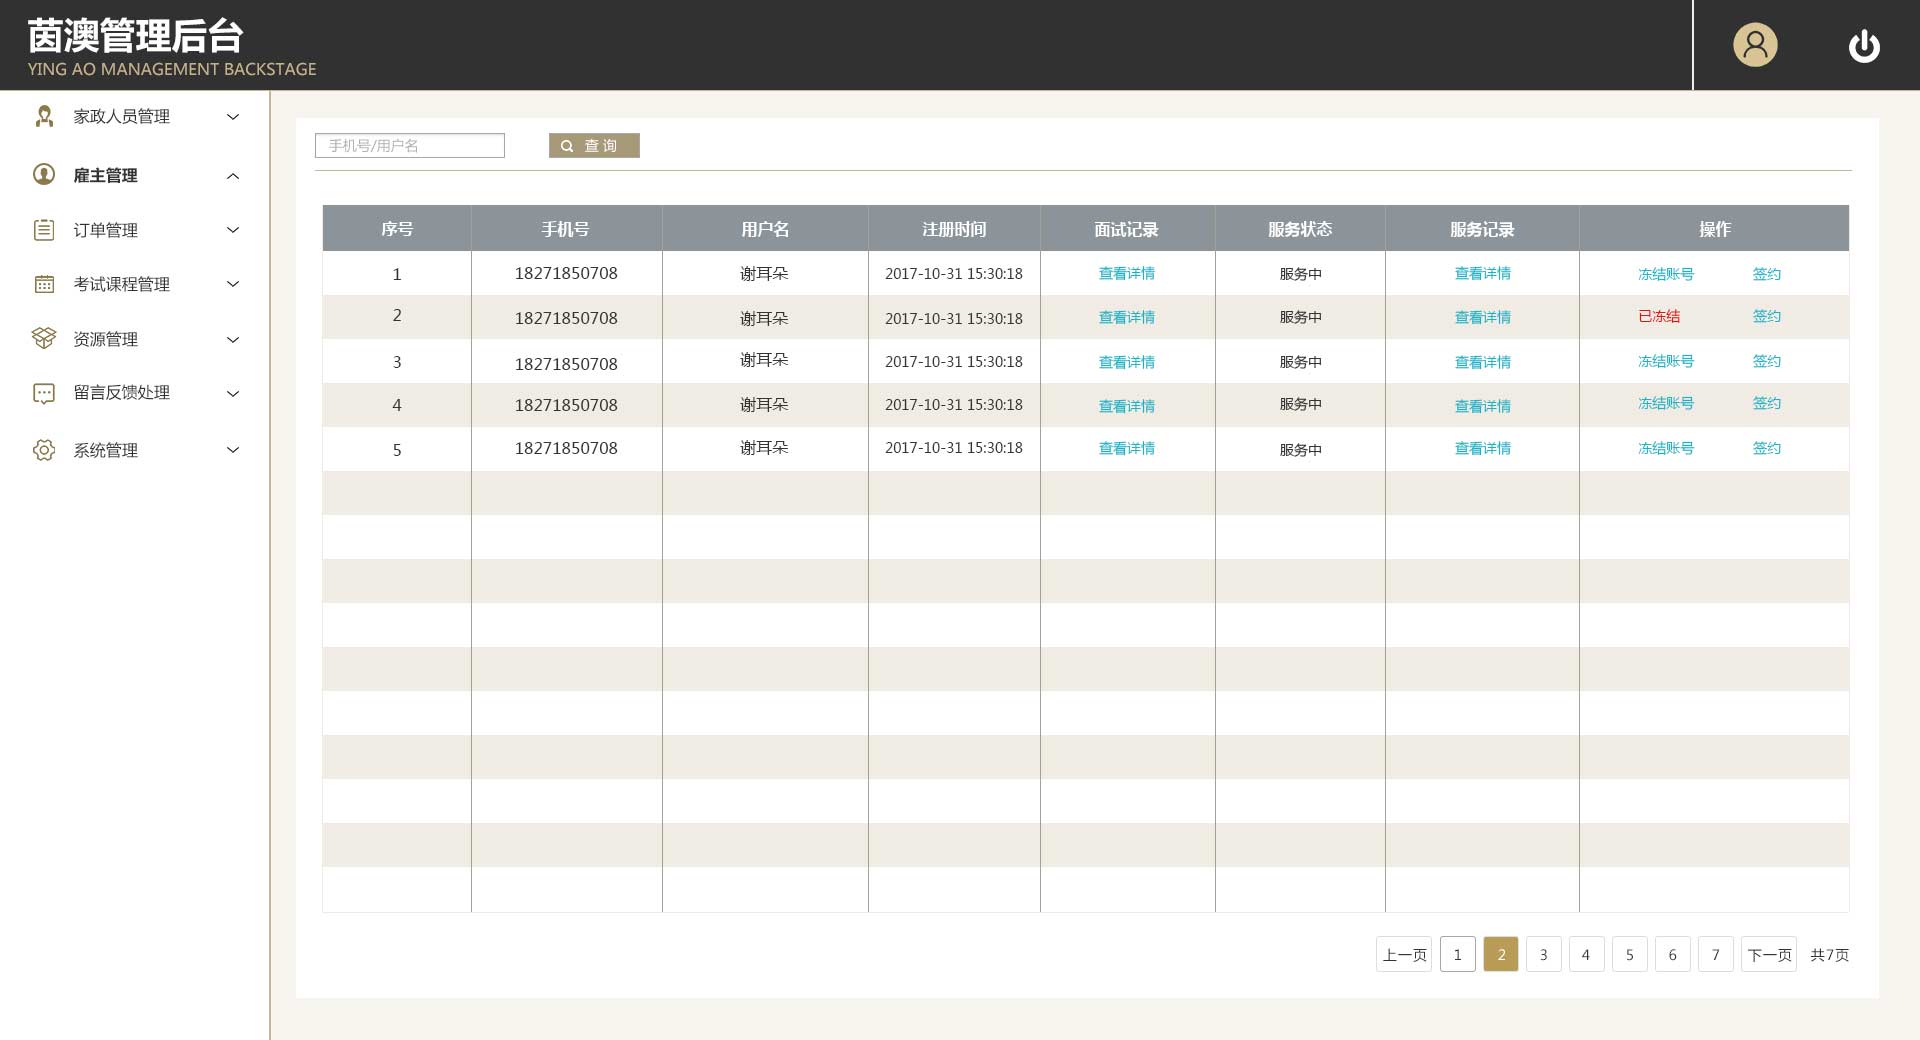 茵澳管理后台
YING AO MANAGEMENT BACKSTAGE
家政人员管理
雇主管理
订单管理
考试课程管理
资源管理
留言反馈处理
系统管理
手机号/用户名 查 询
序号 手机号 用户名 注册时间 面试记录 服务状态 服务记录 操作
1 18271850708 谢耳朵 2017-10-31 15:30:18 查看详情 服务中 查看详情 冻结账号 签约
2 18271850708 谢耳朵 2017-10-31 15:30:18 查看详情 服务中 查看详情 已冻结 签约
3 18271850708 谢耳朵 2017-10-31 15:30:18 查看详情 服务中 查看详情 冻结账号 签约
4 18271850708 谢耳朵 2017-10-31 15:30:18 查看详情 服务中 查看详情 冻结账号 签约
5 18271850708 谢耳朵 2017-10-31 15:30:18 查看详情 服务中 查看详情 冻结账号 签约
上一页 1 2 3 4 5 6 7 下一页 共7页